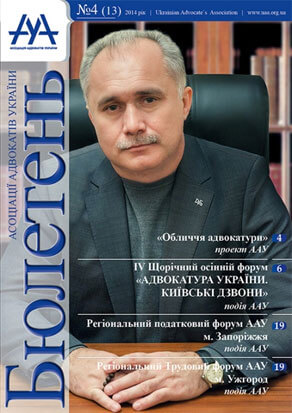 ААУ
АСОЦІАЦІЯ АДВОКАТІВ УКРАЇНИ
№4 (13) 2014 рік | Ukrainian Advocate`s Association | www.uaa.org.ua
Бюлетень
АСОЦІАЦІЇ АДВОКАТІВ УКРАЇНИ
«Обличчя адвокатури» 4
проект ААУ
IV Щорічний осінній форум 6
«АДВОКАТУРА УКРАЇНИ.
КИЇВСЬКІ ДЗВОНИ»
подія ААУ
Регіональний податковий форум ААУ 19
м. Запоріжжя
подія ААУ
Регіональний Трудовий форум ААУ 19
м. Ужгород
подія ААУ